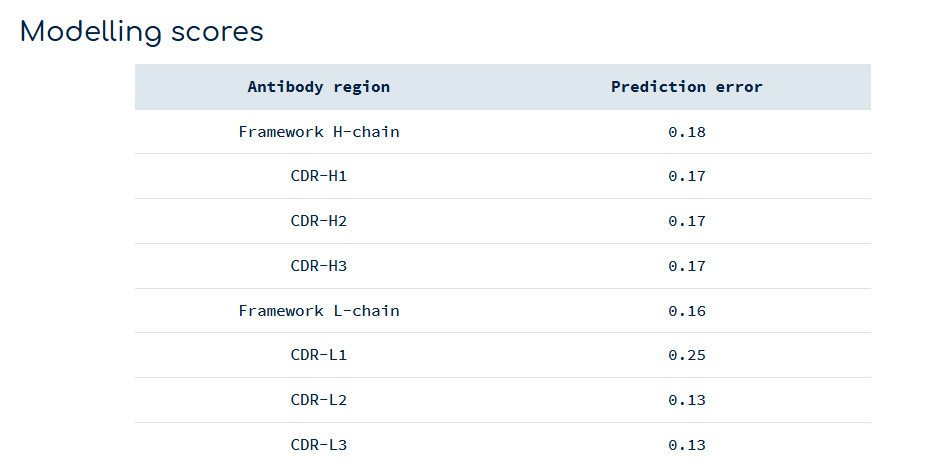 Modelling scores
Antibody region Prediction error
Framework H-chain 0.18
CDR-H1 0.17
CDR-H2 0.17
CDR-H3 0.17
Framework L-chain 0.16
CDR-L1 0.25
CDR-L2 0.13
CDR-L3 0.13